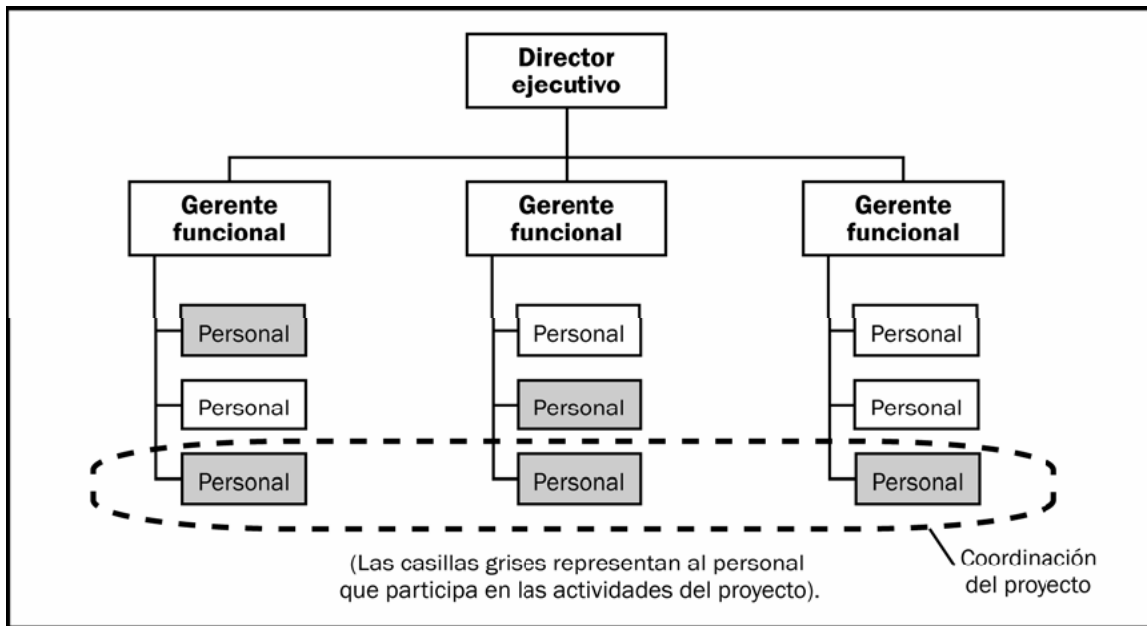 Director
ejecutivo
Gerente
funcional
Gerente
funcional
Gerente
funcional
Personal
Personal
Personal
Personal
Personal
Personal
Personal
Personal
Personal
(Las casillas grises representan al personal
que participa en las actividades del proyecto).
Coordinación
del proyecto